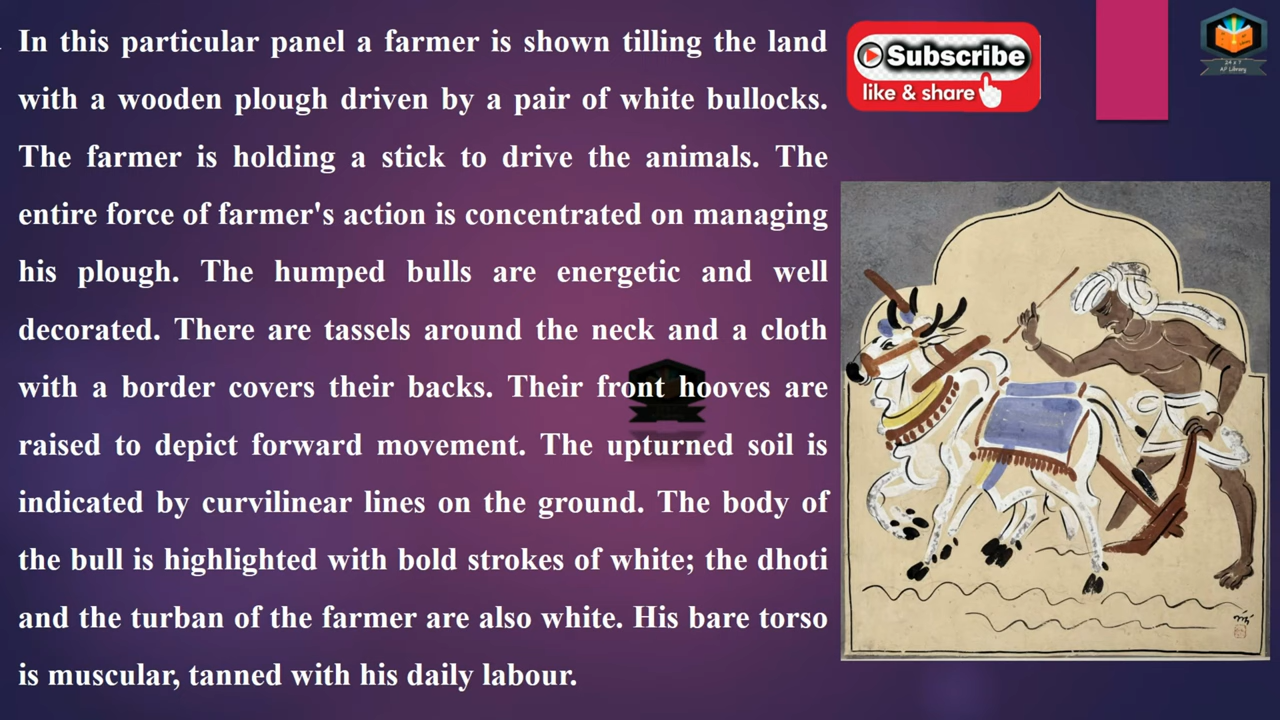 In this particular panel a farmer is shown tilling the land
with a wooden plough driven by a pair of white bullocks.
The farmer is holding a stick to drive the animals. The
entire force of farmer's action is concentrated on managing
his plough. The humped bulls are energetic and well
decorated. There are tassels around the neck and a cloth
with a border covers their backs. Their front hooves are
raised to depict forward movement. The upturned soil is
indicated by curvilinear lines on the ground. The body of
the bull is highlighted with bold strokes of white; the dhoti
and the turban of the farmer are also white. His bare torso
is muscular, tanned with his daily labour.
Subscribe
like & share
24 x 7
AP Library